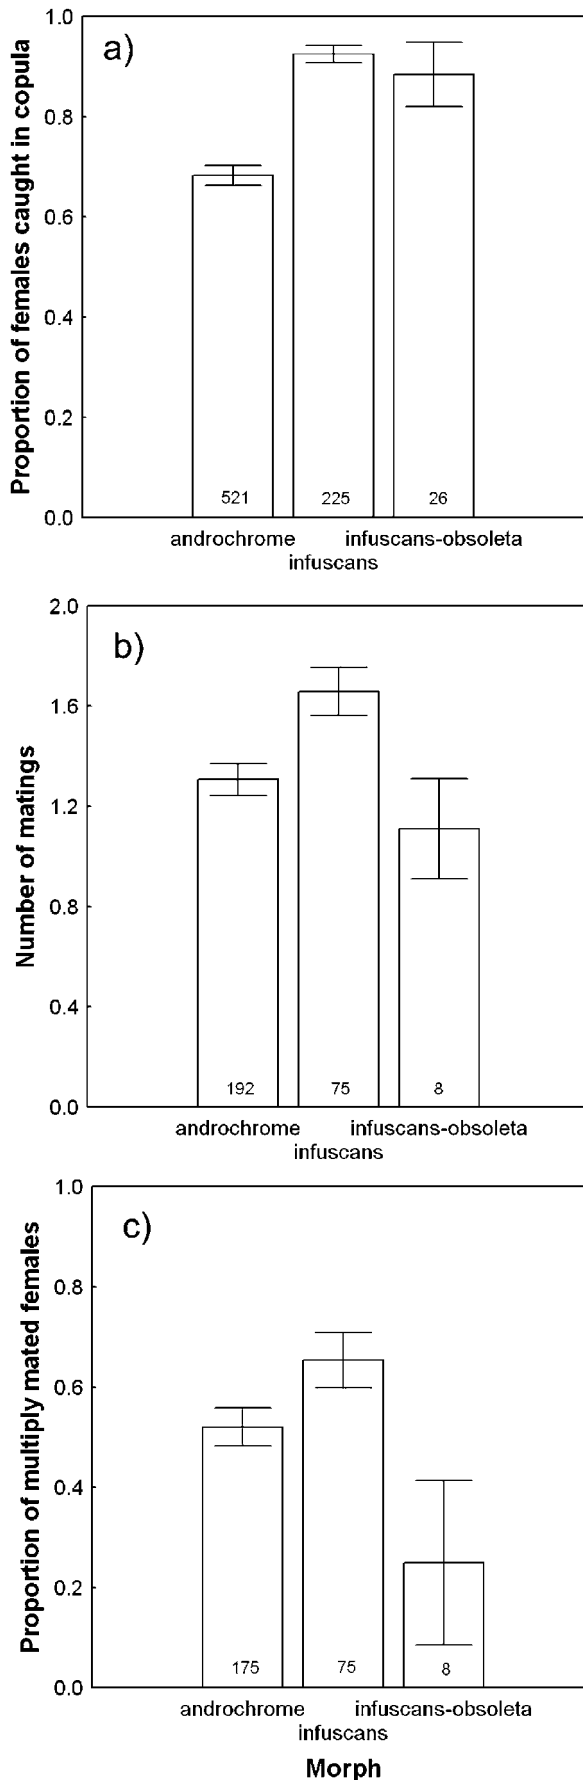 a)
Proportion of females caught in copula
1.0
0.8
0.6
0.4
0.2
0.0
521 225 26
androchrome infuscans-obsoleta
infuscans
b)
Number of matings
2.0
1.6
1.2
0.8
0.4
0.0
192 75 8
androchrome infuscans-obsoleta
infuscans
c)
Proportion of multiply mated females
1.0
0.8
0.6
0.4
0.2
0.0
175 75 8
androchrome infuscans-obsoleta
infuscans
Morph